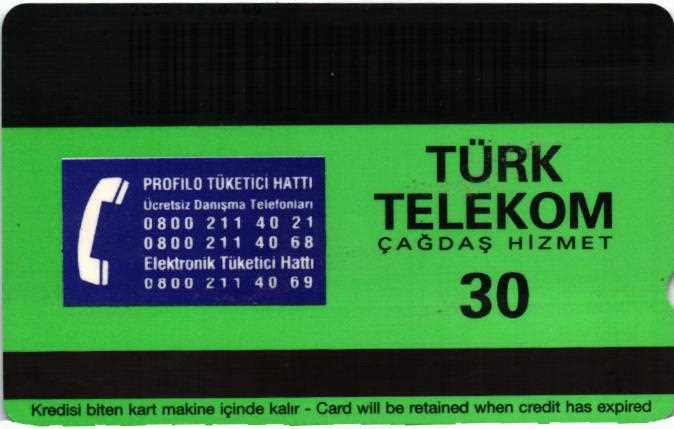 PROFILO TÜKETİCİ HATTI
Ücretsiz Danışma Telefonları
0800 211 40 21
0800 211 40 68
Elektronik Tüketici Hattı
0800 211 40 69
TÜRK
TELEKOM
ÇAĞDAŞ HİZMET
30
Kredisi biten kart makine içinde kalır - Card will be retained when credit has expired